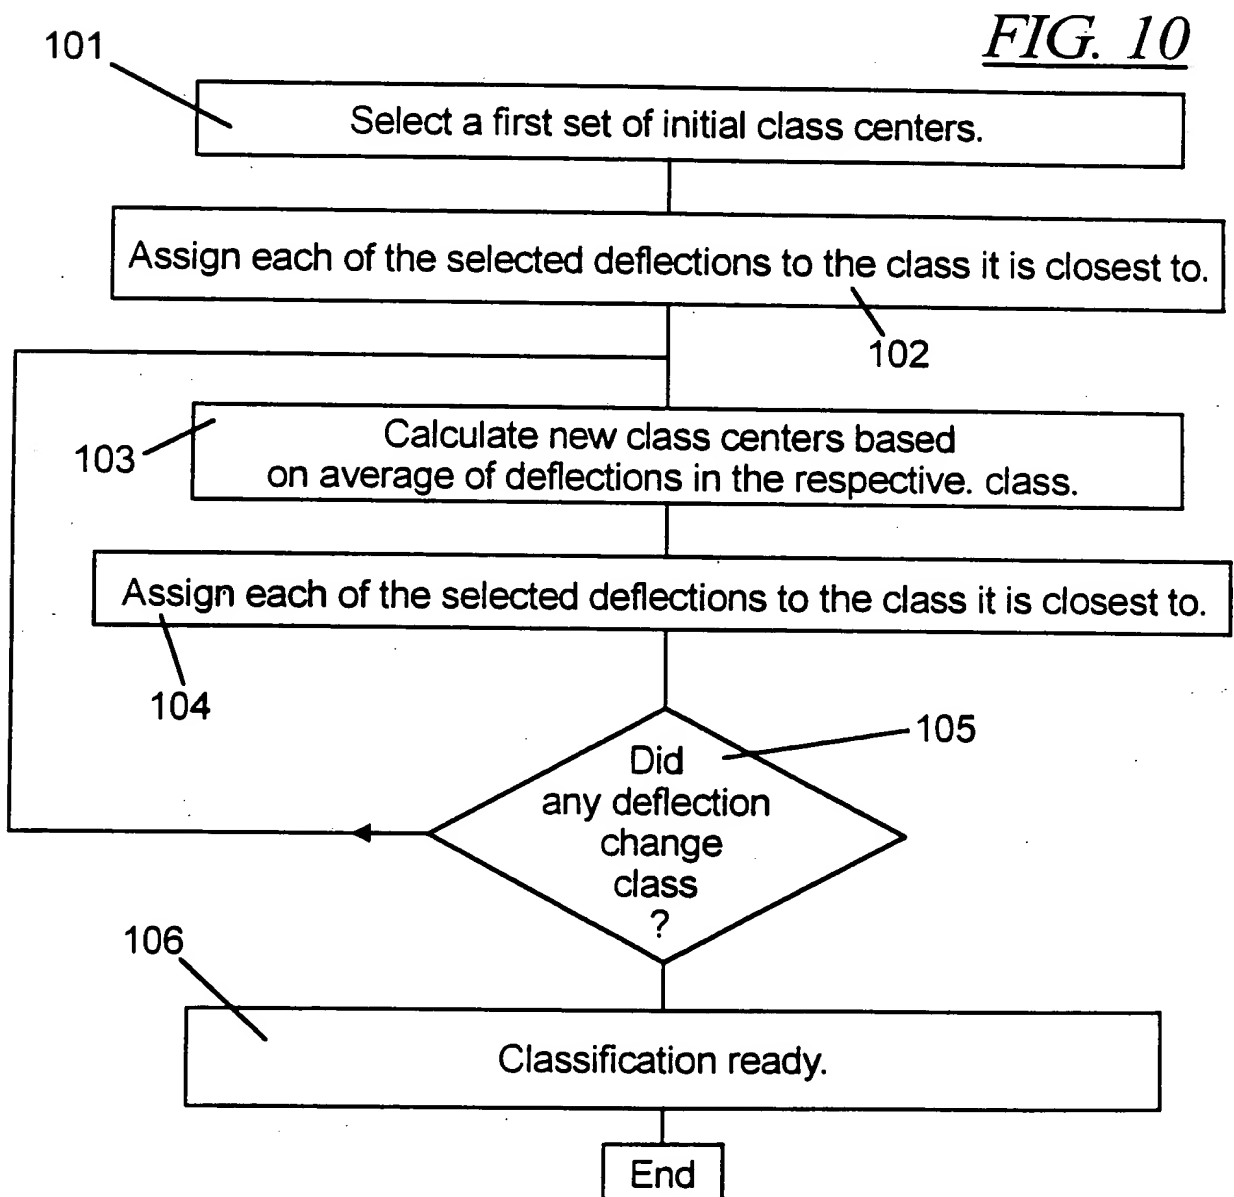 FIG. 10
101
Select a first set of initial class centers.
Assign each of the selected deflections to the class it is closest to.
102
103
Calculate new class centers based
on average of deflections in the respective. class.
Assign each of the selected deflections to the class it is closest to.
104
105
Did
any deflection
change
class
?
106
Classification ready.
End